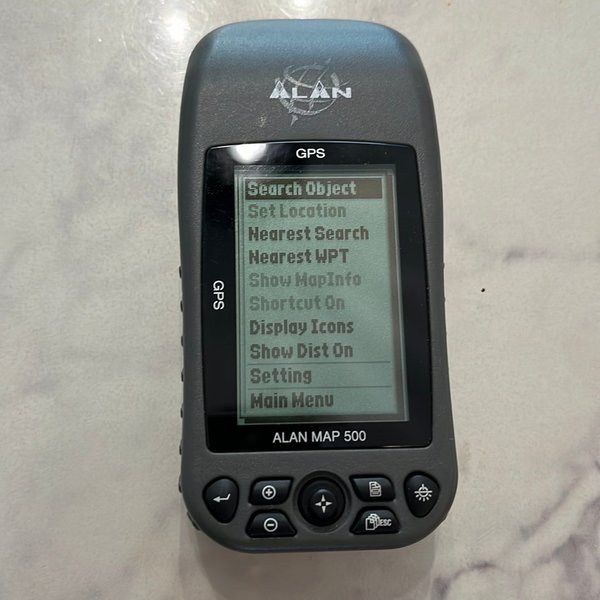 ALAN
GPS
GPS
Search Object
Set Location
Nearest Search
Nearest WPT
Show MapInfo
Shortcut On
Display Icons
Show Dist On
Setting
Main Menu
ALAN MAP 500
ESC